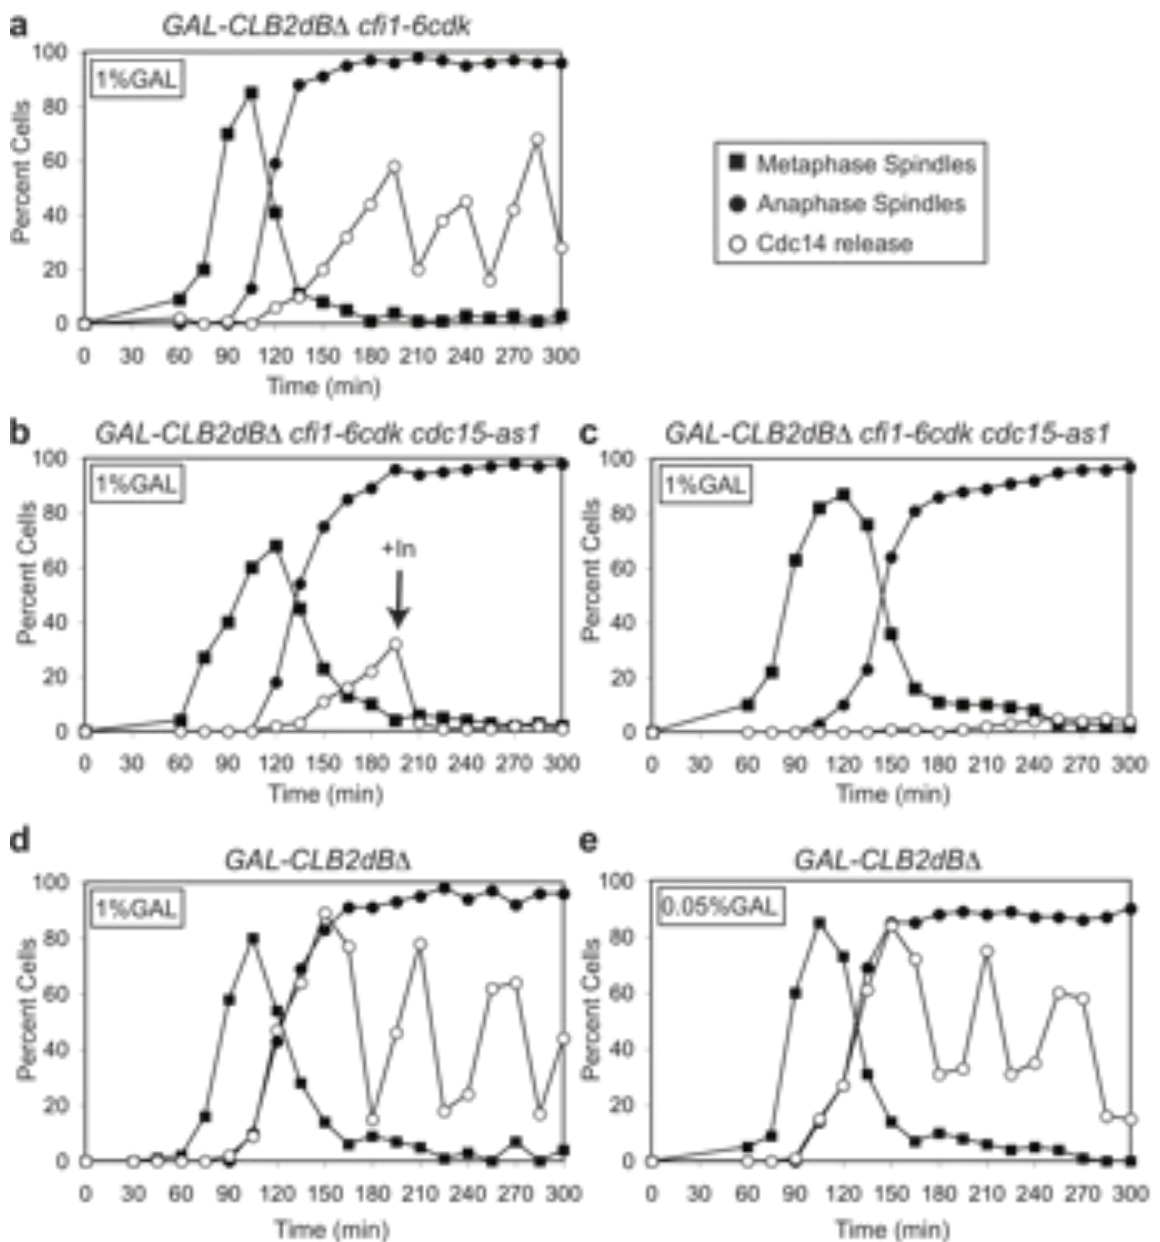 a GAL-CLB2dBΔ cfi1-6cdk
1%GAL
Percent Cells
100
80
60
40
20
0
0 30 60 90 120 150 180 210 240 270 300
Time (min)
Metaphase Spindles
Anaphase Spindles
Cdc14 release
b GAL-CLB2dBΔ cfi1-6cdk cdc15-as1
1%GAL
+In
Percent Cells
100
80
60
40
20
0
0 30 60 90 120 150 180 210 240 270 300
Time (min)
c GAL-CLB2dBΔ cfi1-6cdk cdc15-as1
1%GAL
Percent Cells
100
80
60
40
20
0
0 30 60 90 120 150 180 210 240 270 300
Time (min)
d GAL-CLB2dBΔ
1%GAL
Percent Cells
100
80
60
40
20
0
0 30 60 90 120 150 180 210 240 270 300
Time (min)
e GAL-CLB2dBΔ
0.05%GAL
Percent Cells
100
80
60
40
20
0
0 30 60 90 120 150 180 210 240 270 300
Time (min)